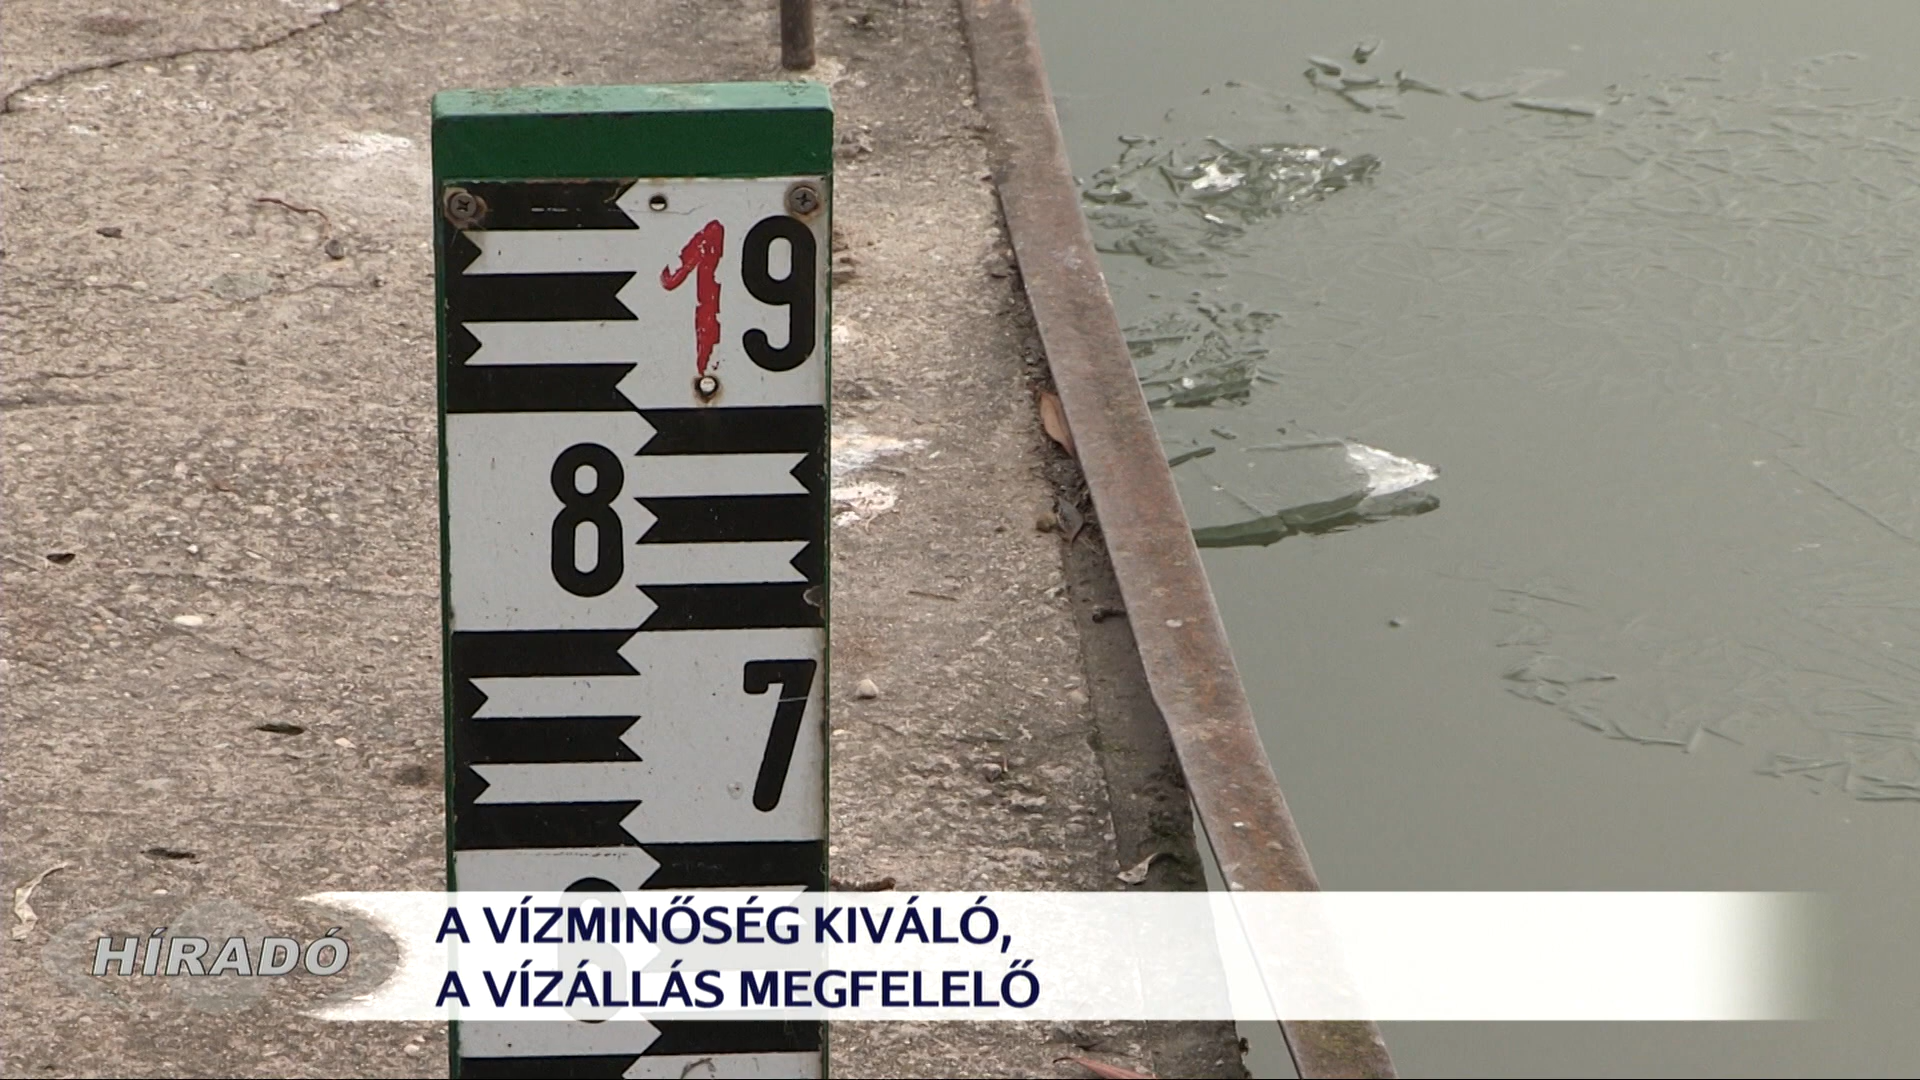 19
8
7
HÍRADÓ
A VÍZMINŐSÉG KIVÁLÓ,
A VÍZÁLLÁS MEGFELELŐ